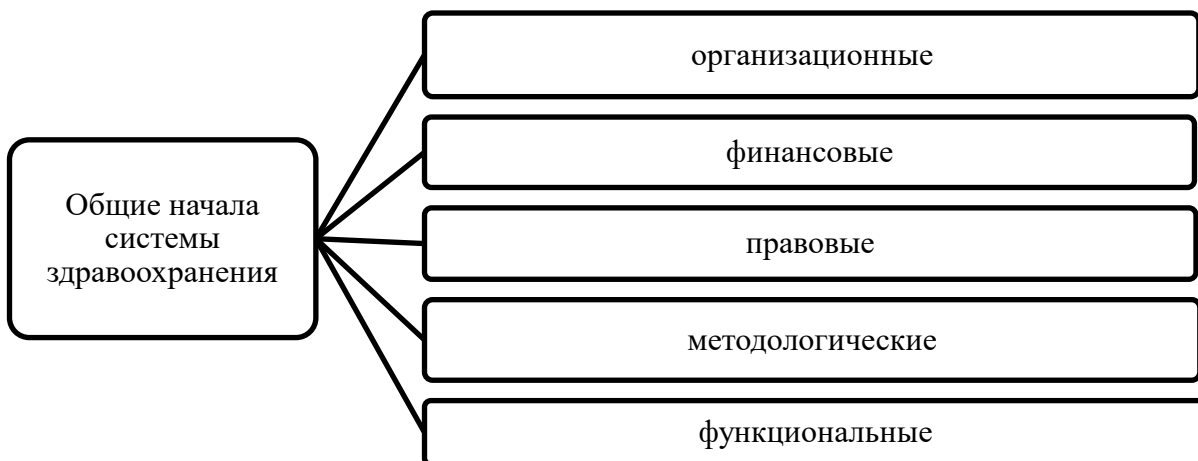 Общие начала
системы
здравоохранения
организационные
финансовые
правовые
методологические
функциональные